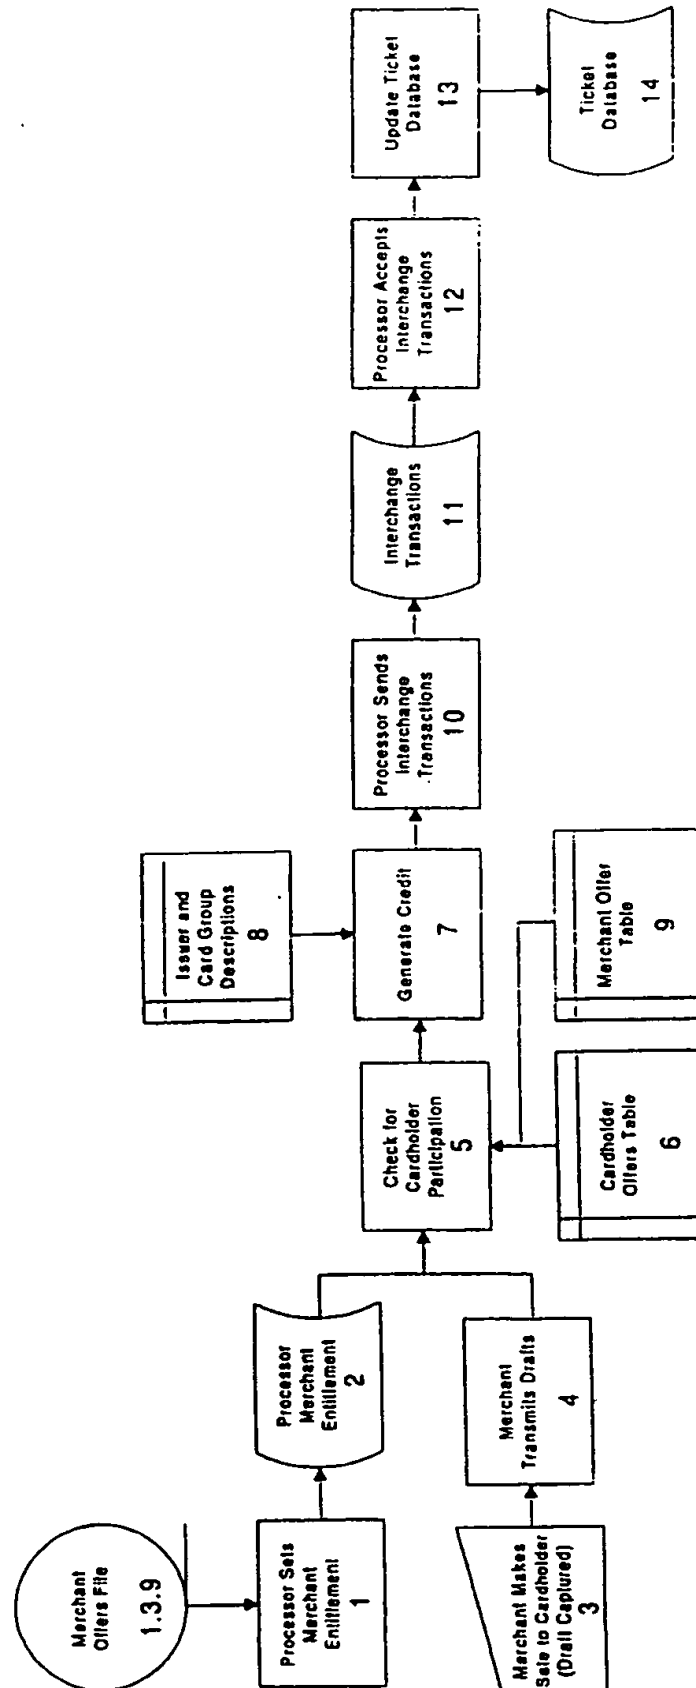 Merchant
Offers File
1.3.9
Processor Sets
Merchant
Entitlement
1
Processor
Merchant
Entitlement
2
Merchant Makes
Sale to Cardholder
(Draft Captured)
3
Merchant
Transmits Drafts
4
Check for
Cardholder
Participation
5
Cardholder
Offers Table
6
Generate Credit
7
Issuer and
Card Group
Descriptions
8
Merchant Offer
Table
9
Processor Sends
Interchange
Transactions
10
Interchange
Transactions
11
Processor Accepts
Interchange
Transactions
12
Update Ticket
Database
13
Ticket
Database
14